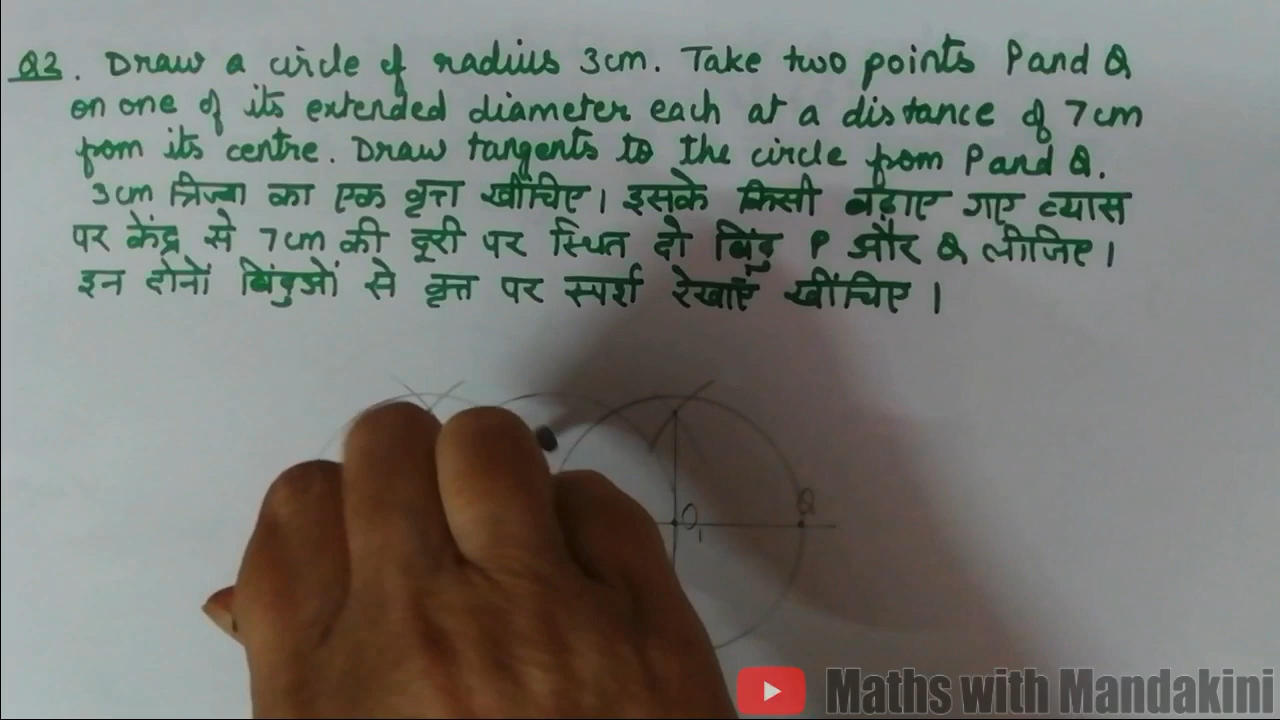 Q2. Draw a circle of radius 3cm. Take two points P and Q
on one of its extended diameter each at a distance of 7cm
from its centre. Draw tangents to the circle from P and Q.
3cm त्रिज्या का एक वृत्त खींचिए। इसके किसी बढ़ाए गए व्यास
पर केंद्र से 7cm की दूरी पर स्थित दो बिंदु P और Q लीजिए।
इन दोनों बिंदुओं से वृत्त पर स्पर्श रेखाएँ खींचिए।
Q
O₁
Maths with Mandakini